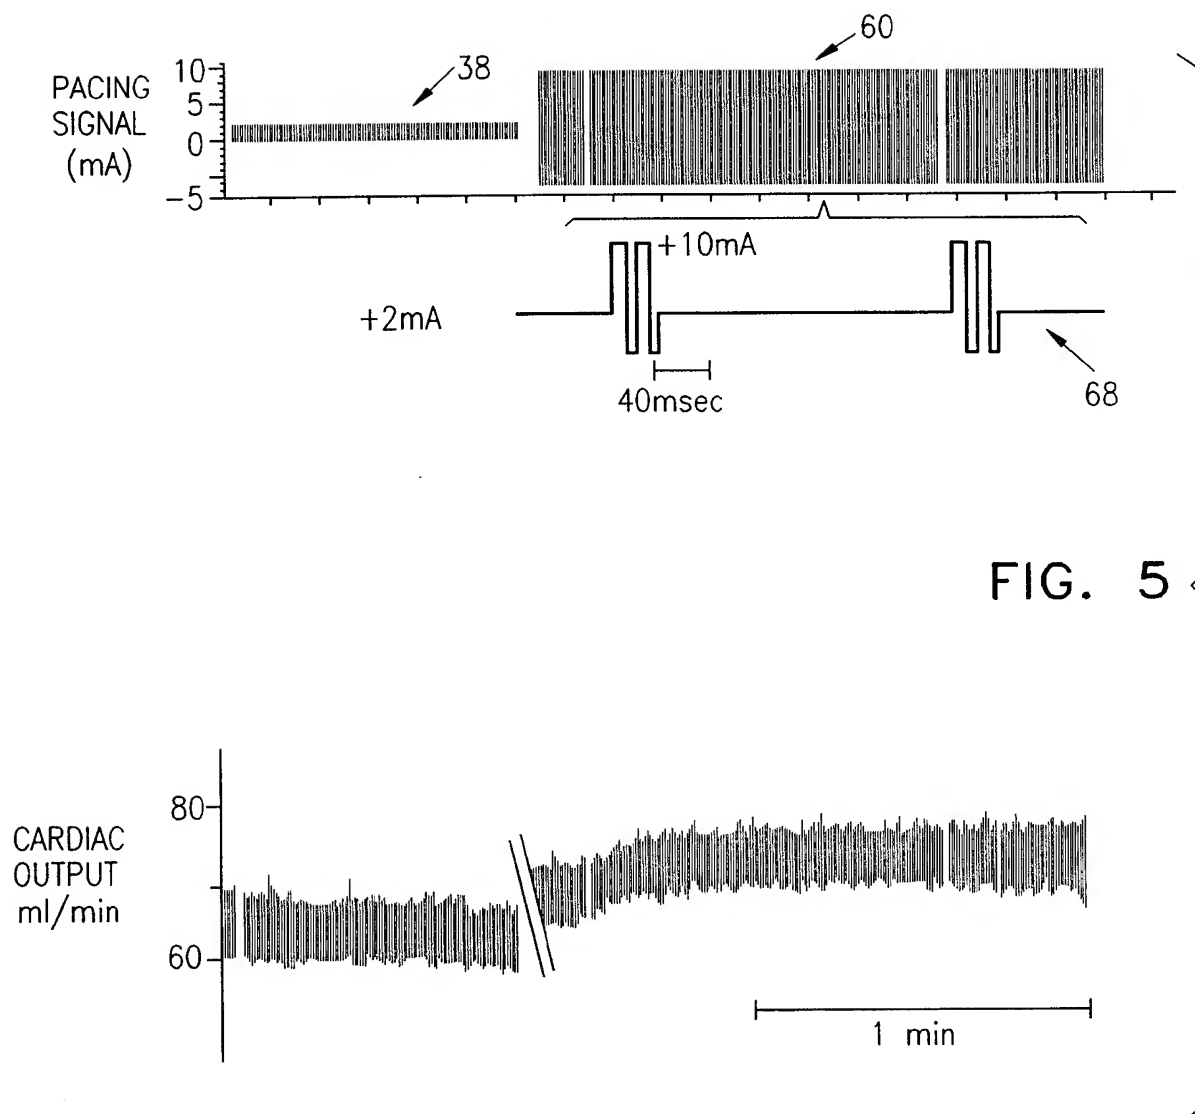 60
38
PACING
SIGNAL
(mA)
10
5
0
-5
+10mA
+2mA
40msec
68
FIG. 5
80
CARDIAC
OUTPUT
ml/min
60
1 min